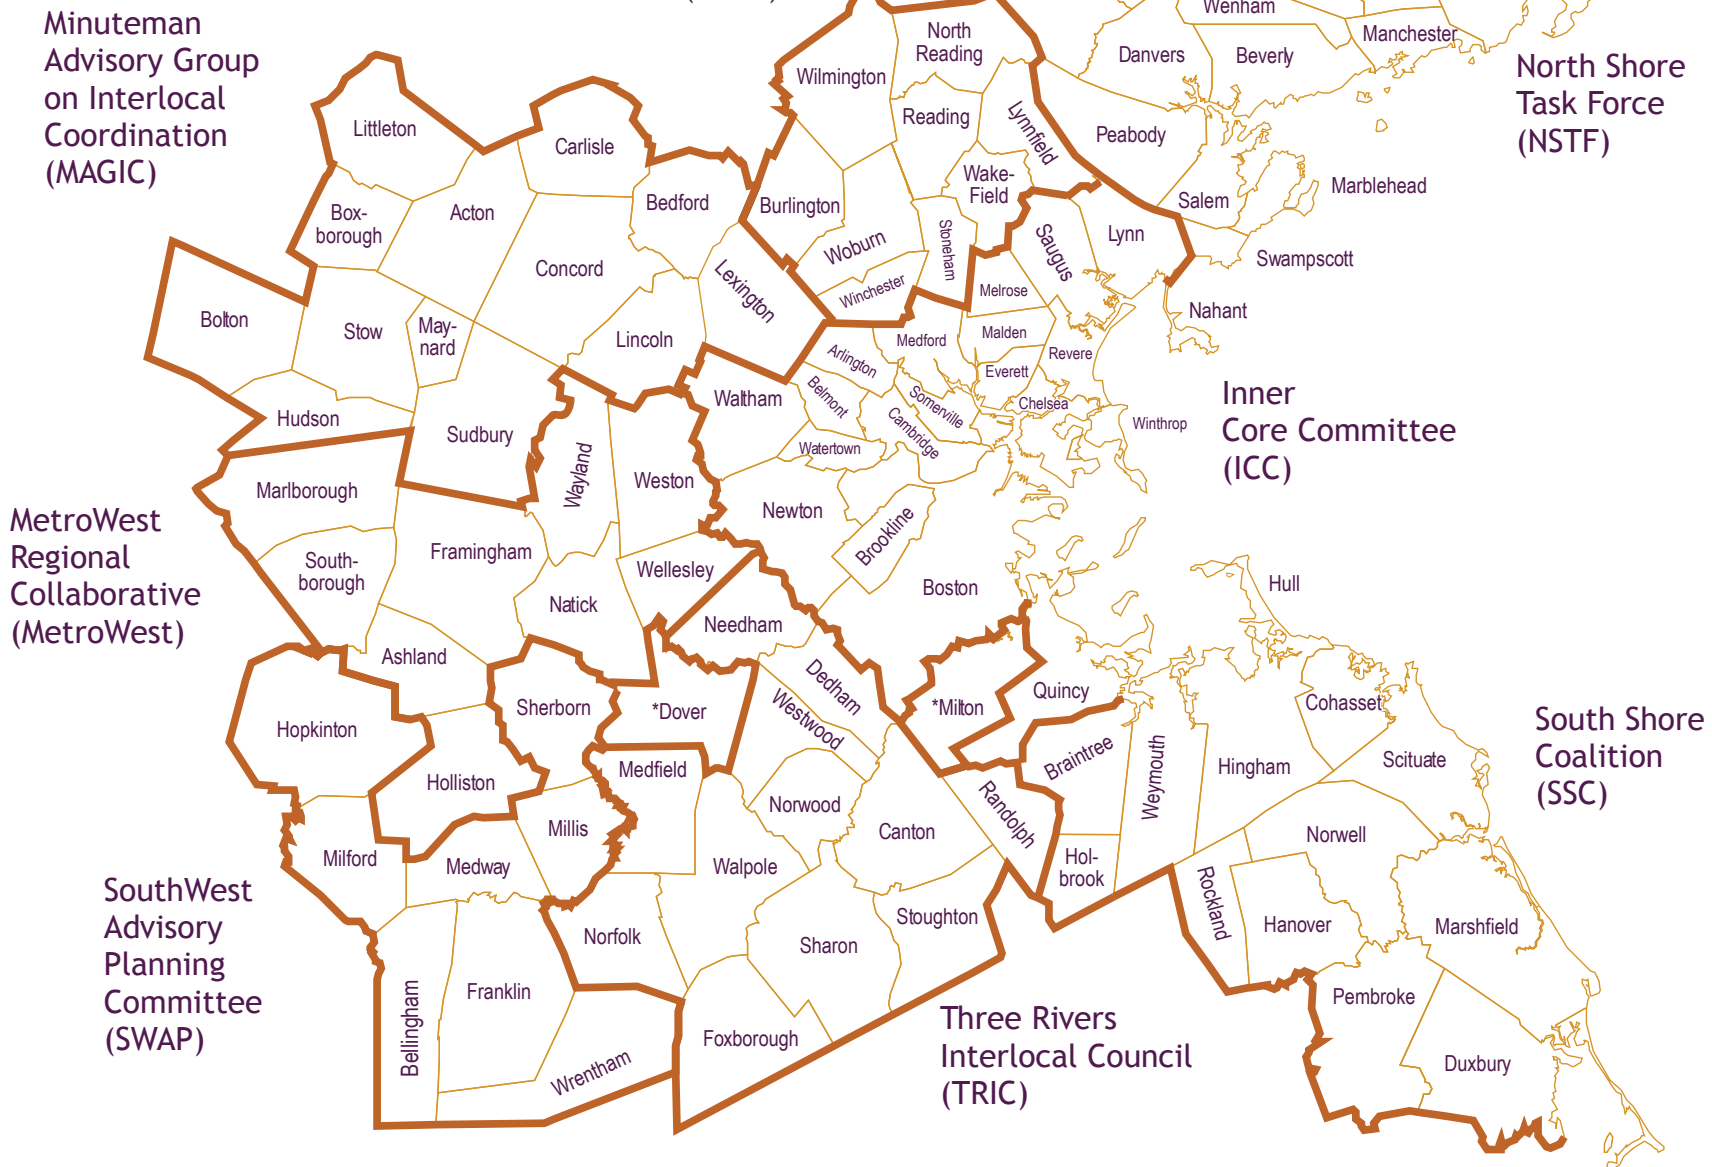 Minuteman
Advisory Group
on Interlocal
Coordination
(MAGIC)
Wenham
Manchester
Danvers
Beverly
North Shore
Task Force
(NSTF)
North
Reading
Wilmington
Reading
Lynnfield
Peabody
Littleton
Carlisle
Wake-
Field
Marblehead
Salem
Bedford
Burlington
Box-
borough
Acton
Woburn
Stoneham
Saugus
Lynn
Swampscott
Concord
Lexington
Winchester
Melrose
Nahant
Bolton
Stow
May-
nard
Lincoln
Medford
Malden
Revere
Arlington
Everett
Inner
Core Committee
(ICC)
Waltham
Belmont
Somerville
Chelsea
Cambridge
Winthrop
Hudson
Sudbury
Watertown
Wayland
Weston
Marlborough
Newton
Brookline
MetroWest
Regional
Collaborative
(MetroWest)
Framingham
South-
borough
Wellesley
Natick
Boston
Hull
Needham
Ashland
Dedham
Westwood
Quincy
Cohasset
Sherborn
*Dover
*Milton
Hopkinton
South Shore
Coalition
(SSC)
Braintree
Weymouth
Hingham
Scituate
Medfield
Holliston
Norwood
Randolph
Canton
Millis
Norwell
Milford
Medway
Walpole
Hol-
brook
Rockland
SouthWest
Advisory
Planning
Committee
(SWAP)
Norfolk
Sharon
Stoughton
Hanover
Marshfield
Franklin
Bellingham
Pembroke
Foxborough
Three Rivers
Interlocal Council
(TRIC)
Wrentham
Duxbury